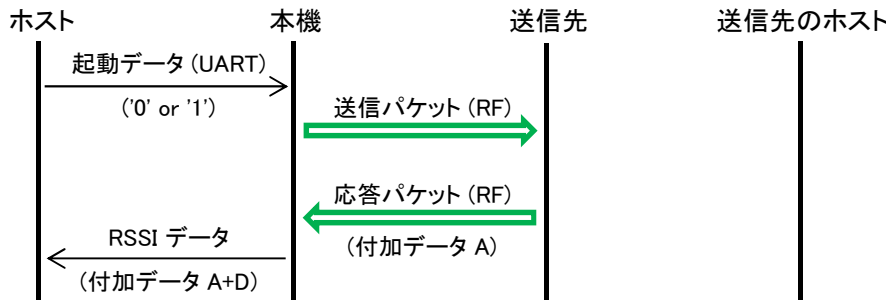 ホスト
本機
送信先
送信先のホスト
起動データ (UART)
('0' or '1')
送信パケット (RF)
応答パケット (RF)
(付加データ A)
RSSI データ
(付加データ A+D)